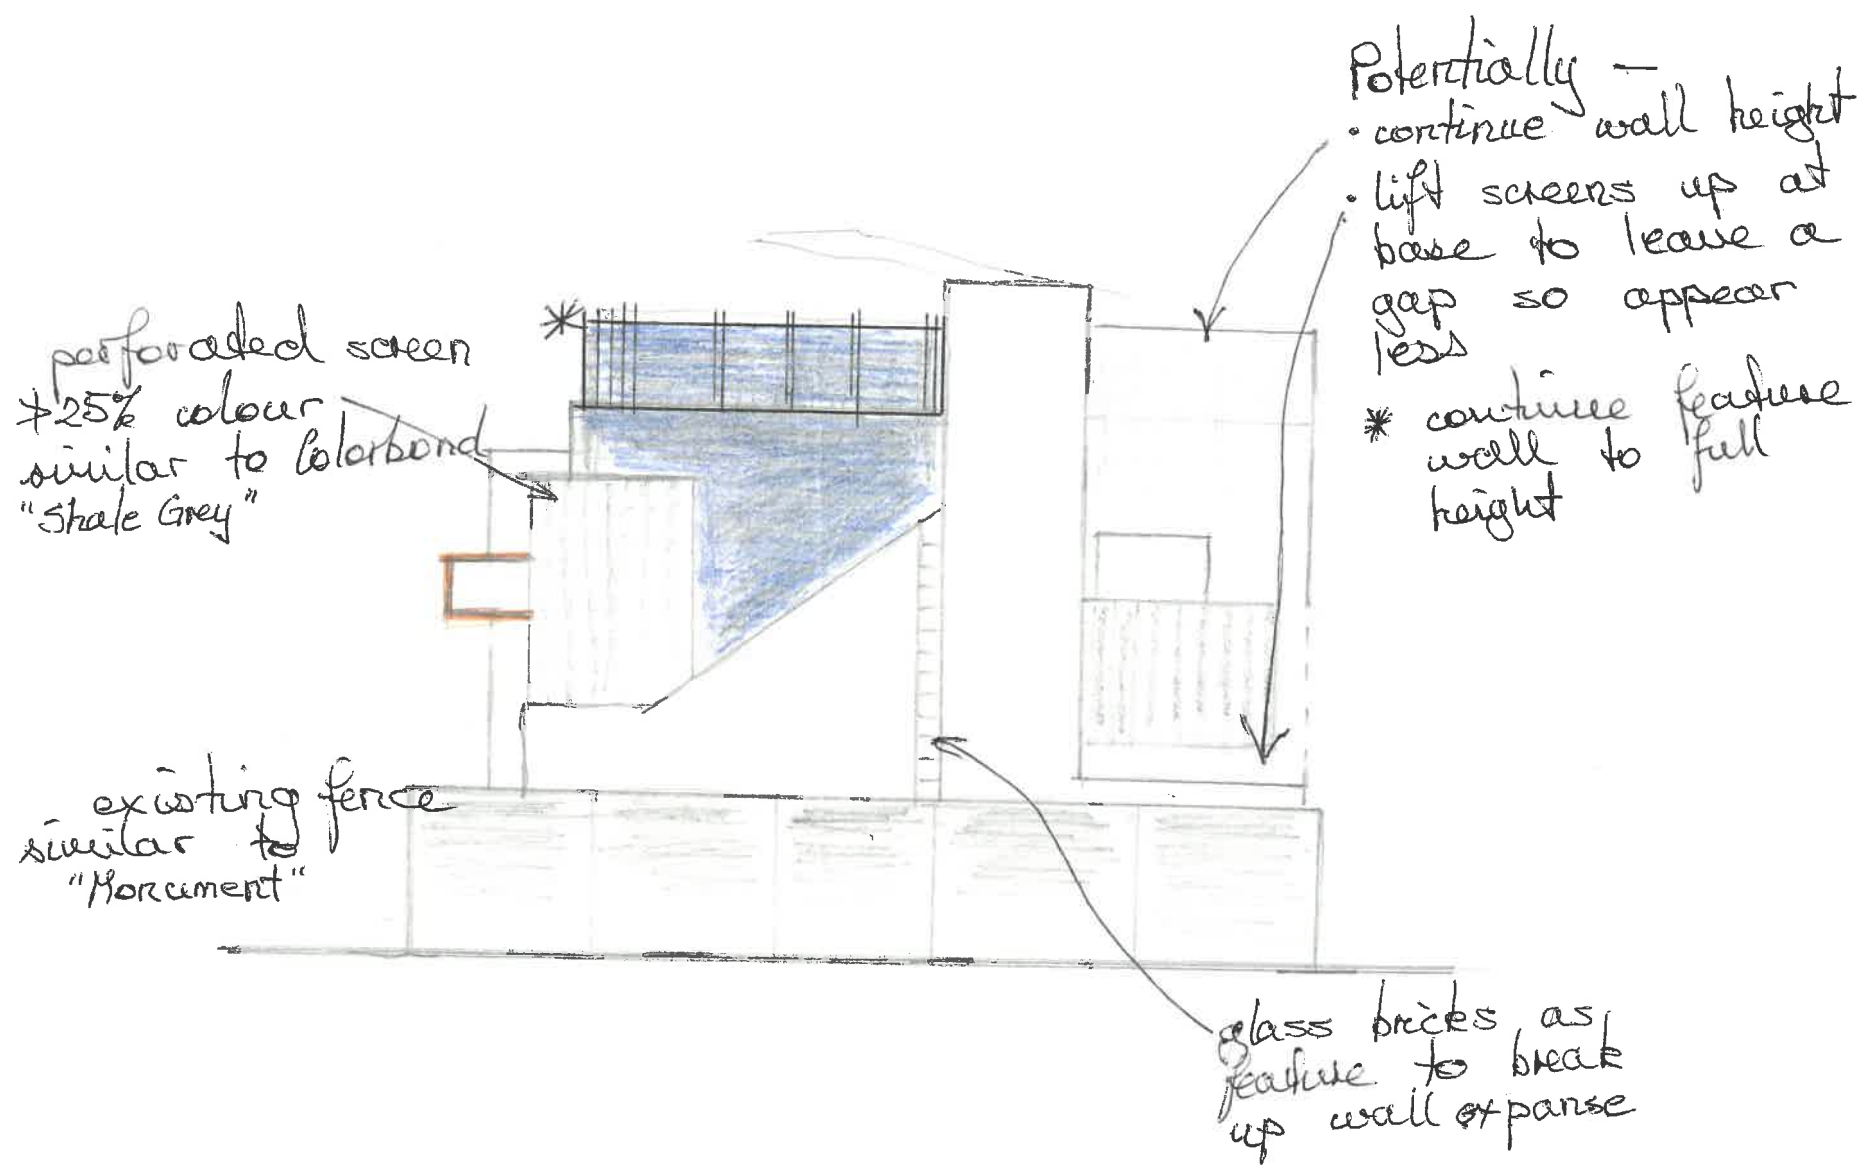 perforated screen
≯25% colour
similar to Colorbond
"Shale Grey"
existing fence
similar to
"Monument"
Potentially —
• continue wall height
• lift screens up at
base to leave a
gap so appear
less
* continue feature
wall to full
height
*
glass bricks as
feature to break
up wall expanse